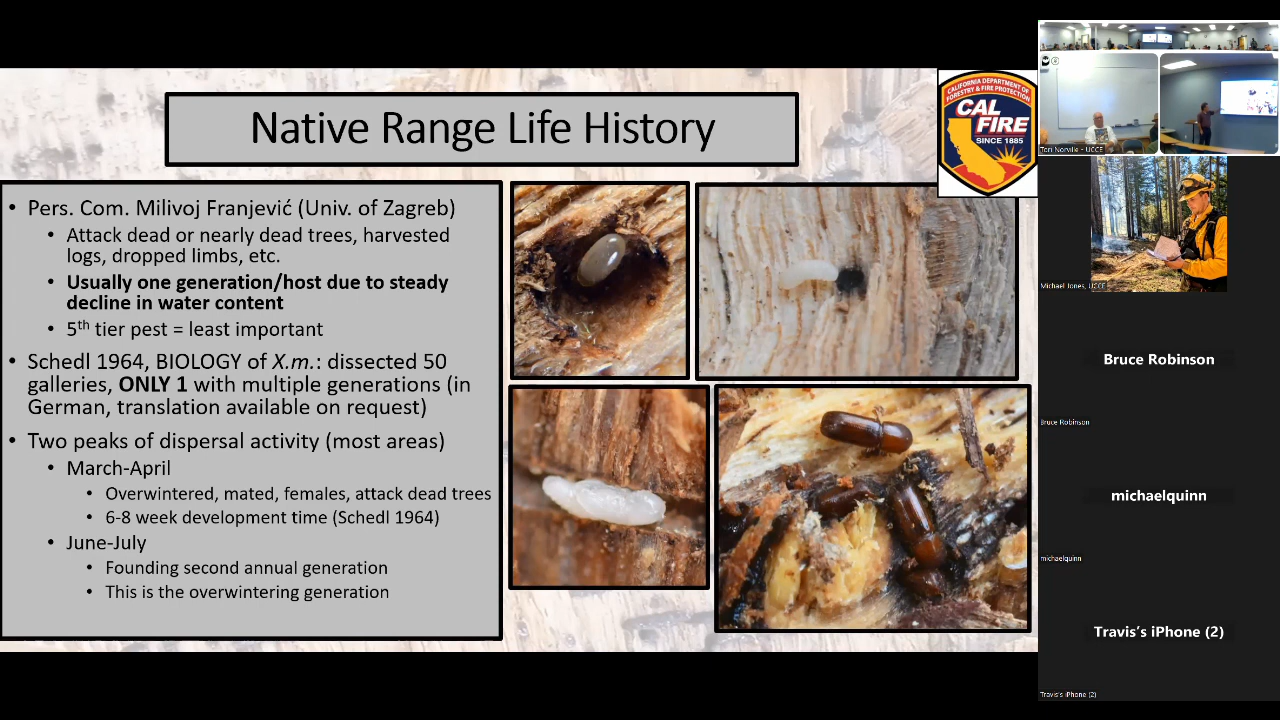 Native Range Life History
CALIFORNIA DEPARTMENT OF
FORESTRY & FIRE PROTECTION
CAL
FIRE
SINCE 1885
• Pers. Com. Milivoj Franjević (Univ. of Zagreb)
• Attack dead or nearly dead trees, harvested
logs, dropped limbs, etc.
• Usually one generation/host due to steady
decline in water content
• 5th tier pest = least important
• Schedl 1964, BIOLOGY of X.m.: dissected 50
galleries, ONLY 1 with multiple generations (in
German, translation available on request)
• Two peaks of dispersal activity (most areas)
• March-April
• Overwintered, mated, females, attack dead trees
• 6-8 week development time (Schedl 1964)
• June-July
• Founding second annual generation
• This is the overwintering generation
Teri Norville - UCCE
Michael Jones, UCCE
Bruce Robinson
Bruce Robinson
michaelquinn
michaelquinn
Travis's iPhone (2)
Travis's iPhone (2)